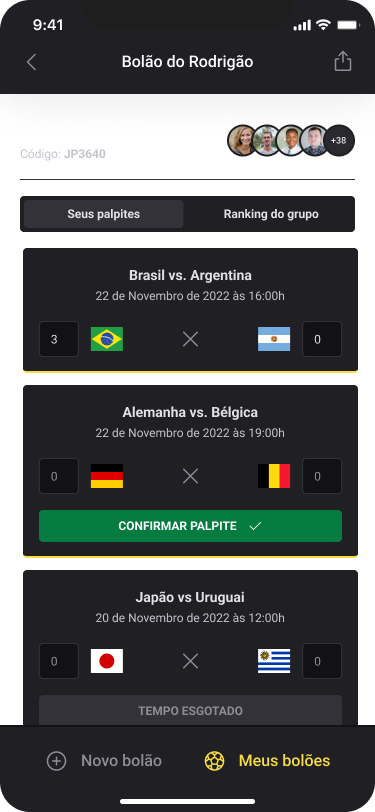 9:41
Bolão do Rodrigão
Código: JP3640
+38
Seus palpites Ranking do grupo
Brasil vs. Argentina
22 de Novembro de 2022 às 16:00h
3 0
Alemanha vs. Bélgica
22 de Novembro de 2022 às 19:00h
0 0
CONFIRMAR PALPITE
Japão vs Uruguai
20 de Novembro de 2022 às 12:00h
0 0
TEMPO ESGOTADO
Novo bolão Meus bolões